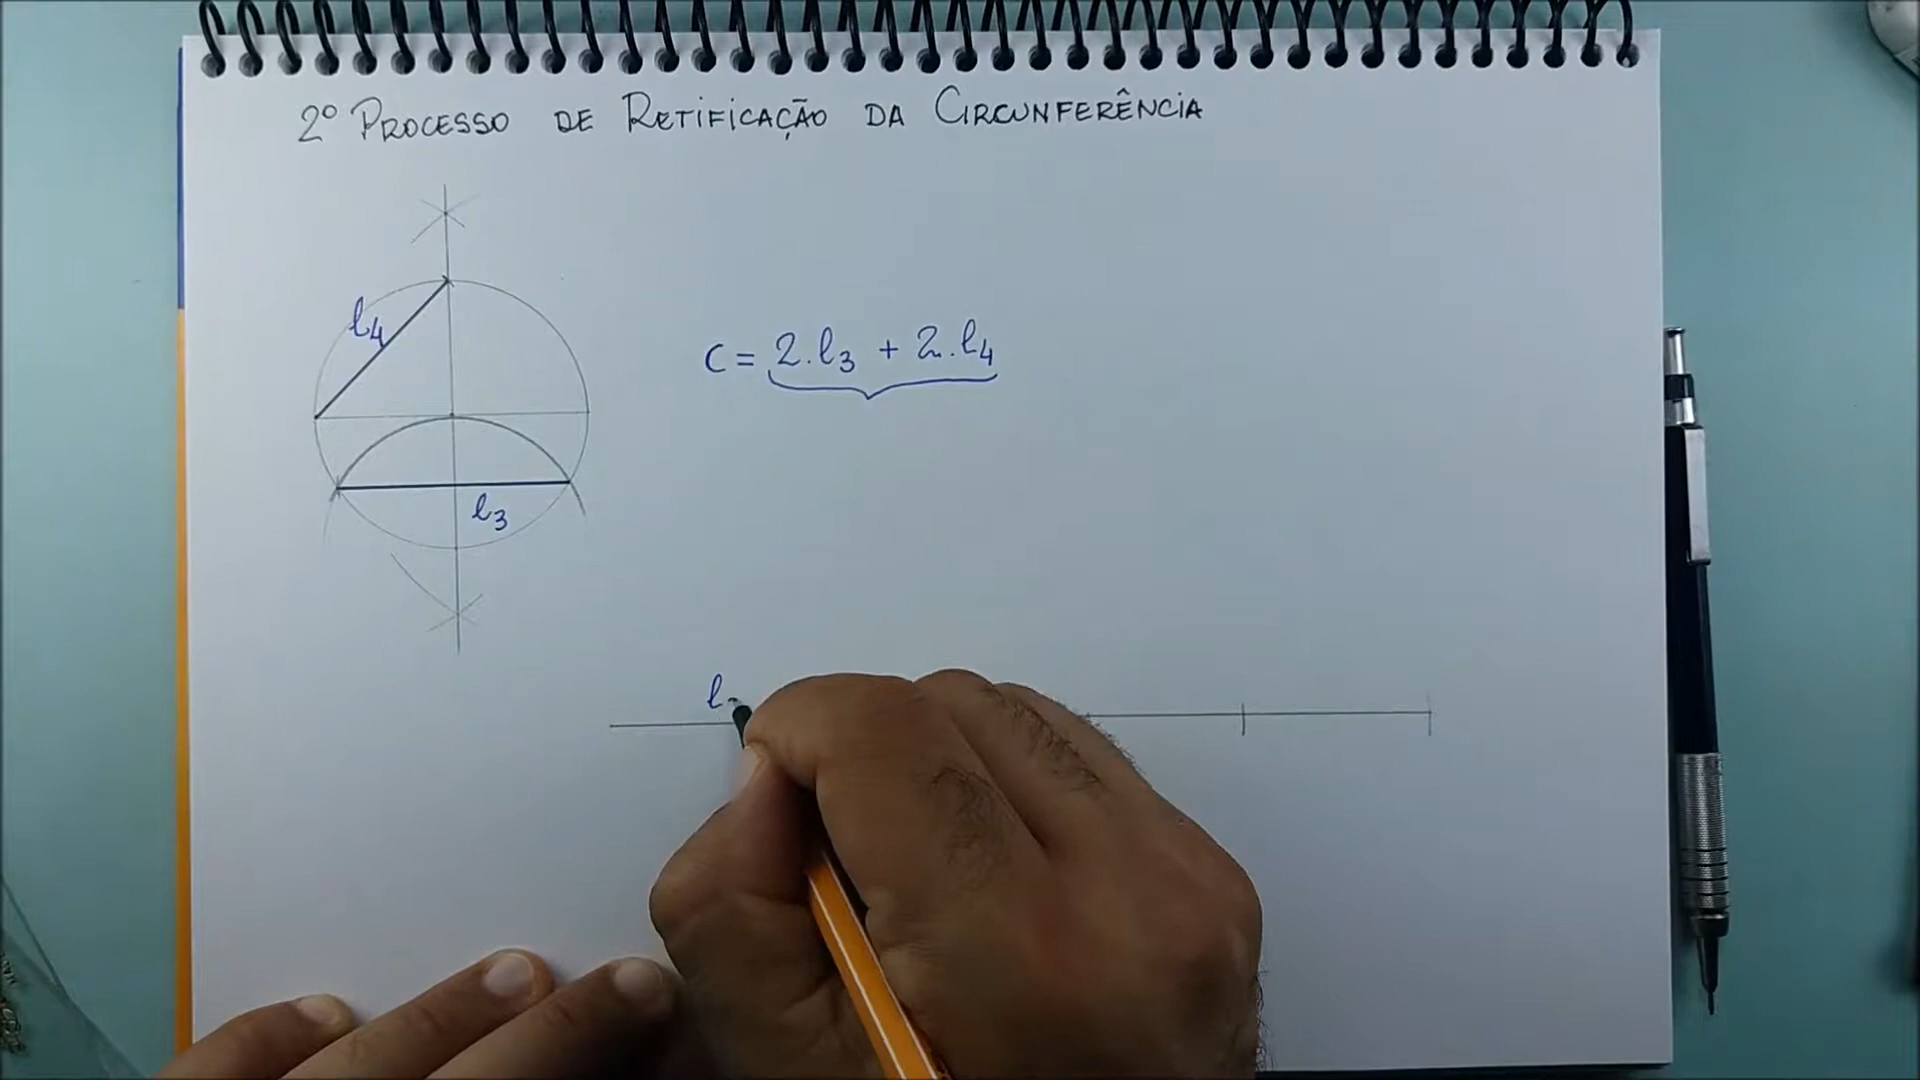 2º PROCESSO DE RETIFICAÇÃO DA CIRCUNFERÊNCIA
l4
C = 2.l3 + 2.l4
l3
l